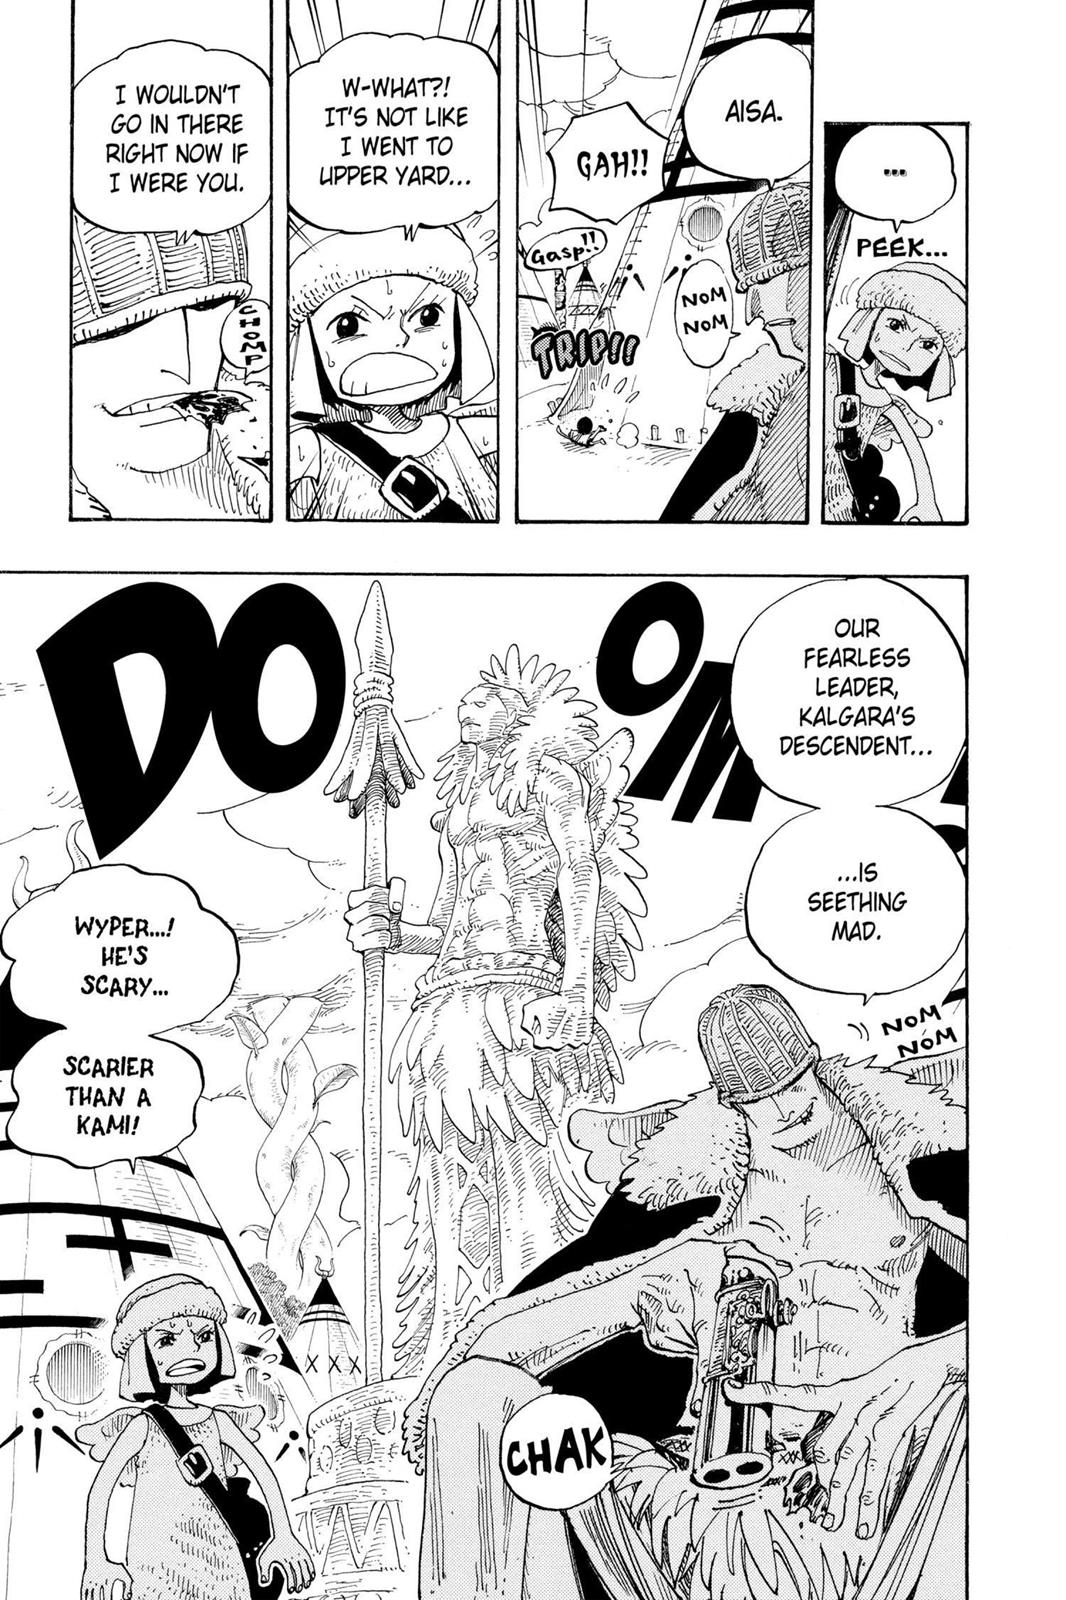 ...
PEEK...
AISA.
GAH!!
Gasp!!
NOM
NOM
TRIP!!
W-WHAT?!
IT'S NOT LIKE
I WENT TO
UPPER YARD...
I WOULDN'T
GO IN THERE
RIGHT NOW IF
I WERE YOU.
CHOMP
OUR
FEARLESS
LEADER,
KALGARA'S
DESCENDENT...
...IS
SEETHING
MAD.
DOOM
NOM
NOM
WYPER...!
HE'S
SCARY...
SCARIER
THAN A
KAMI!
CHAK